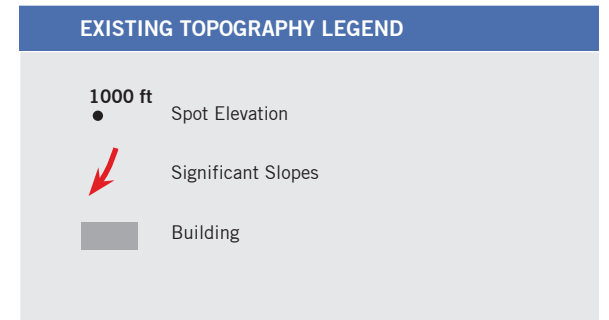 EXISTING TOPOGRAPHY LEGEND
1000 ft
Spot Elevation
Significant Slopes
Building